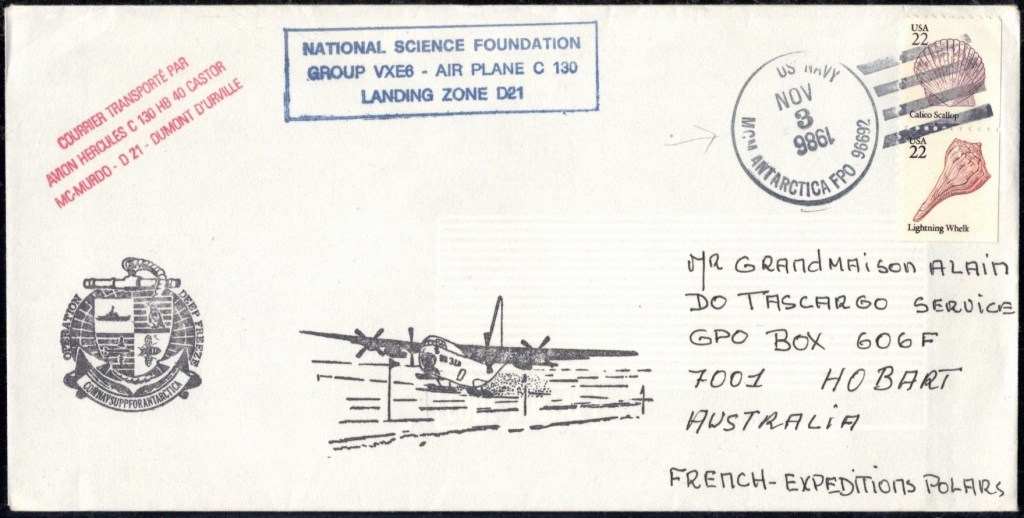 COURRIER TRANSPORTÉ PAR
AVION HERCULES C 130 HB 40 CASTOR
MC-MURDO - D 21 - DUMONT D'URVILLE
NATIONAL SCIENCE FOUNDATION
GROUP VXE6 - AIR PLANE C 130
LANDING ZONE D21
US NAVY
NOV
3
1986
MCM ANTARCTICA FPO 96692
USA
22
Calico Scallop
USA
22
Lightning Whelk
OPERATION DEEP FREEZE
COMNAVSUPPFORANTARCTICA
MR GRANDMAISON ALAIN
DO TASCARGO SERVICE
GPO BOX 606F
7001 HOBART
AUSTRALIA
FRENCH-EXPEDITIONS POLARS